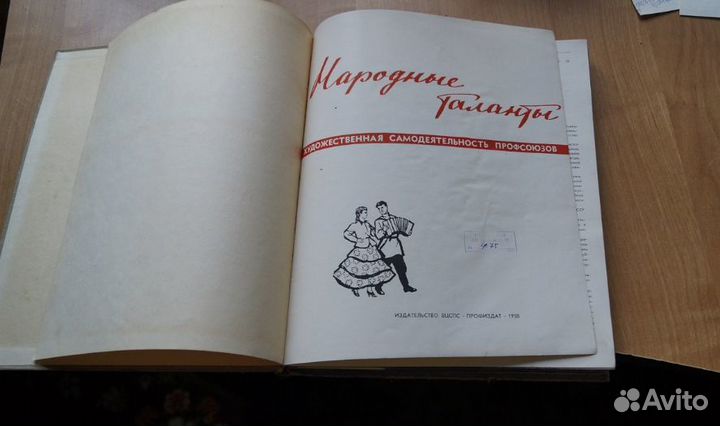 Народные
Таланты
ХУДОЖЕСТВЕННАЯ САМОДЕЯТЕЛЬНОСТЬ ПРОФСОЮЗОВ
ИЗДАТЕЛЬСТВО ВЦСПС - ПРОФИЗДАТ - 1958
Avito